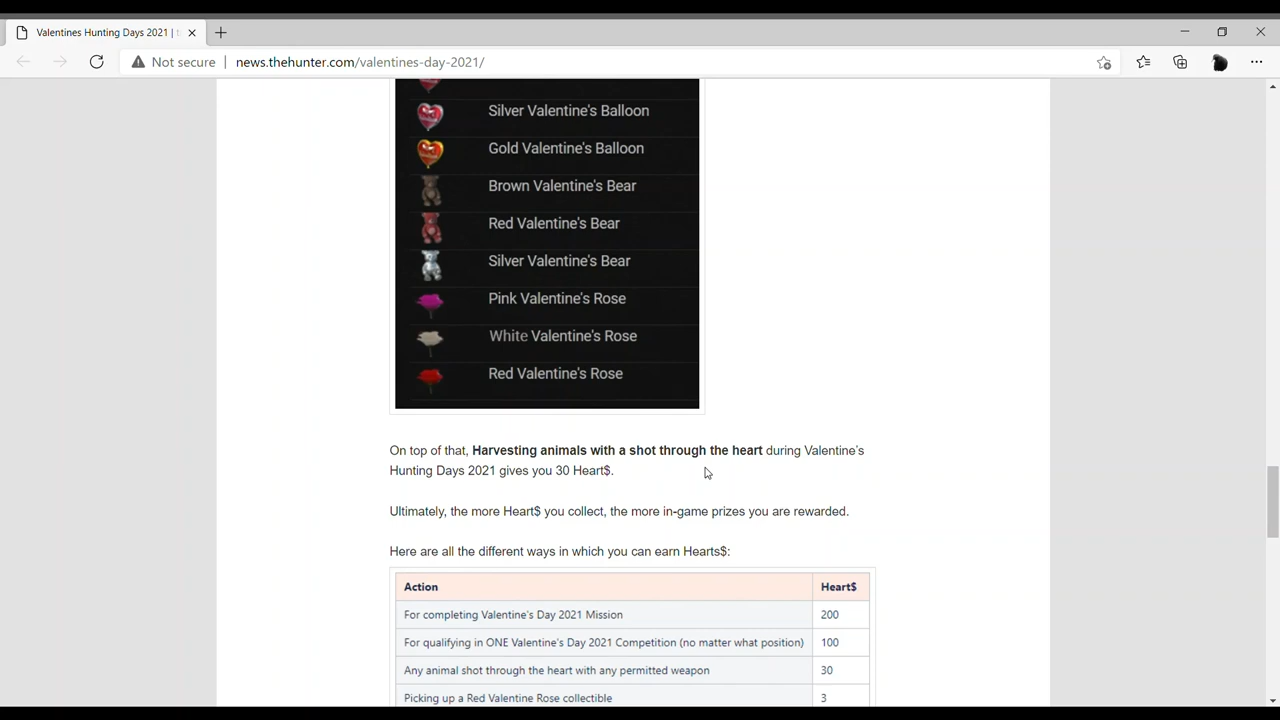 Valentines Hunting Days 2021 |
Not secure | news.thehunter.com/valentines-day-2021/
Silver Valentine's Balloon
Gold Valentine's Balloon
Brown Valentine's Bear
Red Valentine's Bear
Silver Valentine's Bear
Pink Valentine's Rose
White Valentine's Rose
Red Valentine's Rose
On top of that, Harvesting animals with a shot through the heart during Valentine's
Hunting Days 2021 gives you 30 Heart$.
Ultimately, the more Heart$ you collect, the more in-game prizes you are rewarded.
Here are all the different ways in which you can earn Hearts$:
Action Heart$
For completing Valentine's Day 2021 Mission 200
For qualifying in ONE Valentine's Day 2021 Competition (no matter what position) 100
Any animal shot through the heart with any permitted weapon 30
Picking up a Red Valentine Rose collectible 3